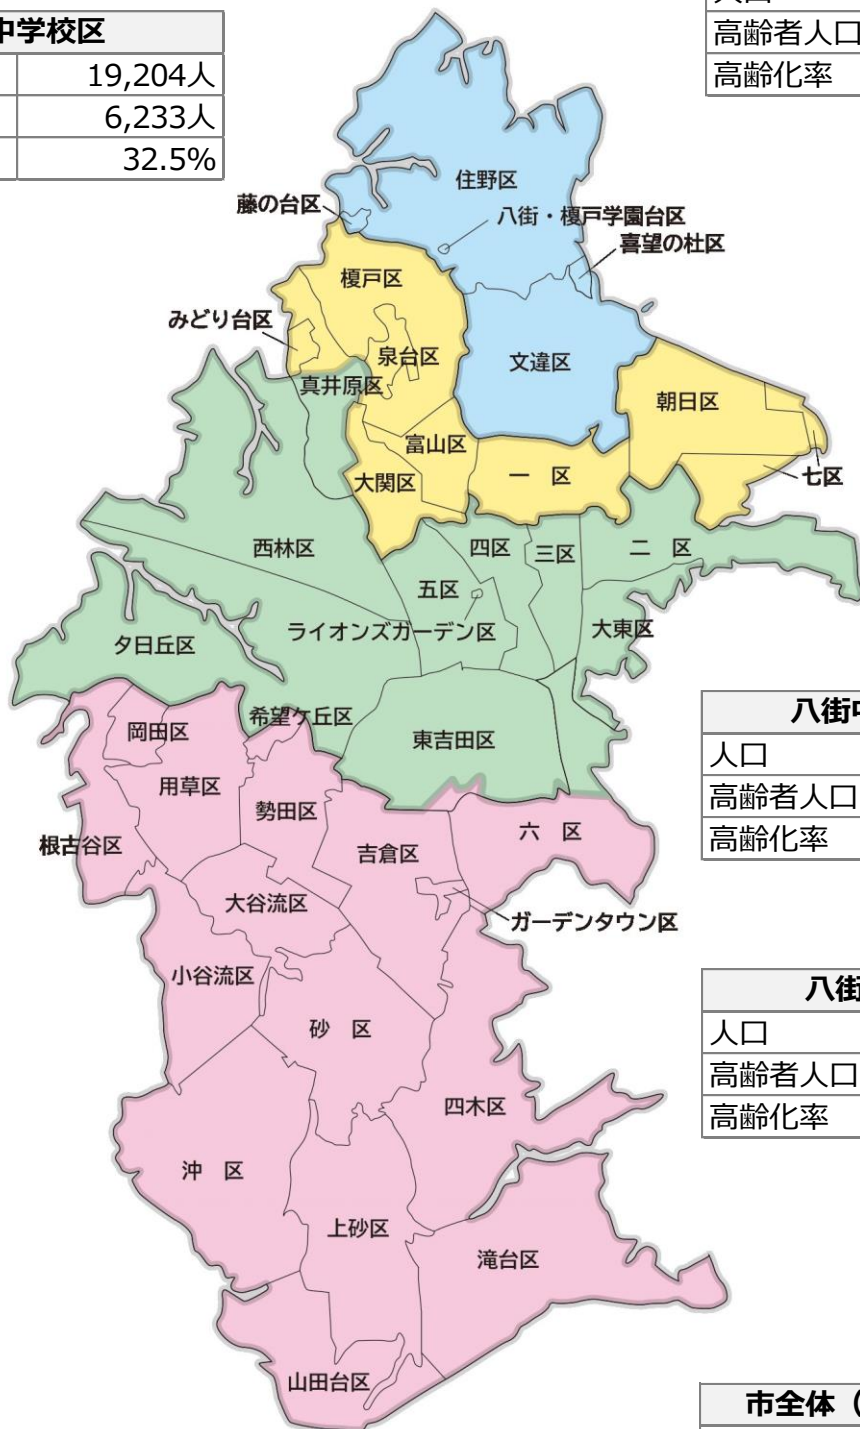 中学校区
19,204人
6,233人
32.5%
人口
高齢者人口
高齢化率
住野区
藤の台区
八街・榎戸学園台区
喜望の杜区
榎戸区
みどり台区
泉台区
文違区
真井原区
朝日区
富山区
大関区
一 区
七区
西林区
四区
三区
二 区
五区
ライオンズガーデン区
大東区
夕日丘区
希望ケ丘区
東吉田区
岡田区
用草区
勢田区
根古谷区
吉倉区
六 区
大谷流区
ガーデンタウン区
小谷流区
砂 区
四木区
沖 区
上砂区
滝台区
山田台区
八街中
人口
高齢者人口
高齢化率
八街
人口
高齢者人口
高齢化率
市全体（